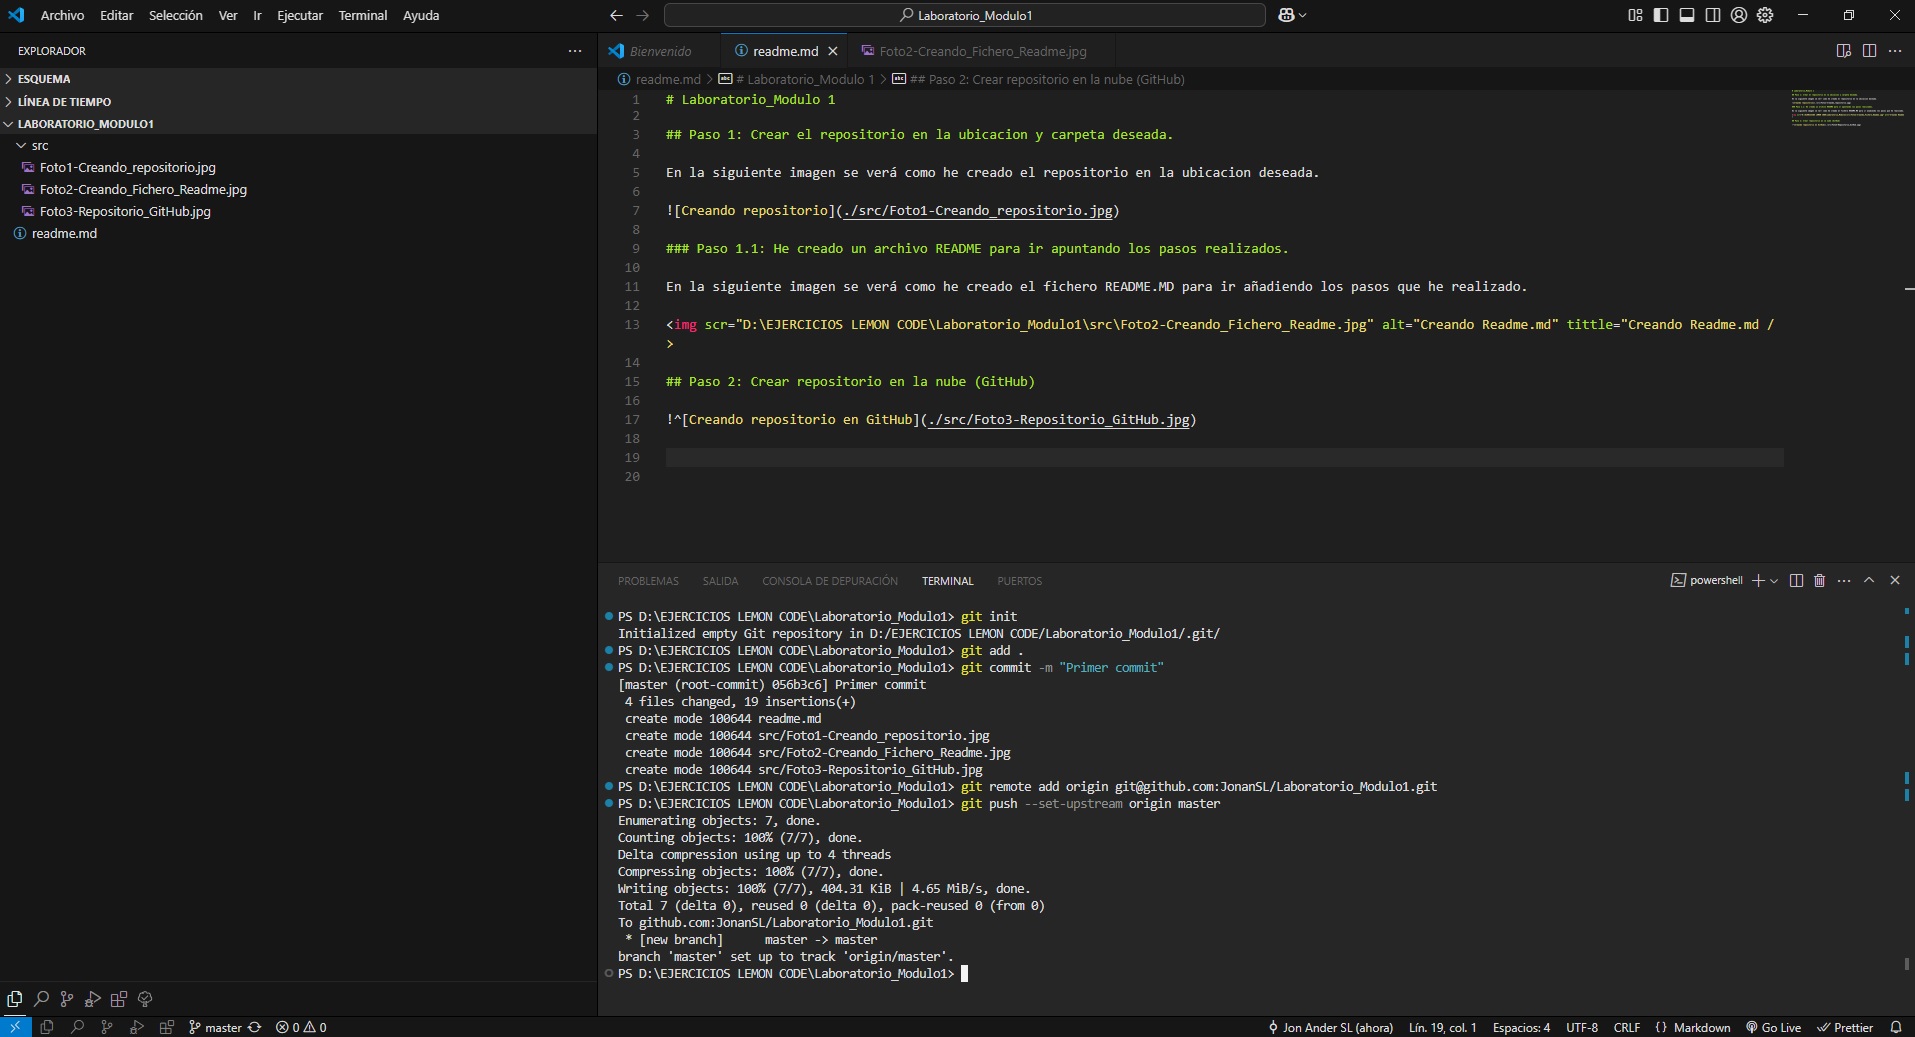 Archivo Editar Selección Ver Ir Ejecutar Terminal Ayuda
Laboratorio_Modulo1
EXPLORADOR
ESQUEMA
LÍNEA DE TIEMPO
LABORATORIO_MODULO1
src
Foto1-Creando_repositorio.jpg
Foto2-Creando_Fichero_Readme.jpg
Foto3-Repositorio_GitHub.jpg
readme.md
Bienvenido readme.md Foto2-Creando_Fichero_Readme.jpg
readme.md > # Laboratorio_Modulo 1 > ## Paso 2: Crear repositorio en la nube (GitHub)
1 # Laboratorio_Modulo 1
2
3 ## Paso 1: Crear el repositorio en la ubicacion y carpeta deseada.
4
5 En la siguiente imagen se verá como he creado el repositorio en la ubicacion deseada.
6
7 ![Creando repositorio](./src/Foto1-Creando_repositorio.jpg)
8
9 ### Paso 1.1: He creado un archivo README para ir apuntando los pasos realizados.
10
11 En la siguiente imagen se verá como he creado el fichero README.MD para ir añadiendo los pasos que he realizado.
12
13 <img scr="D:\EJERCICIOS LEMON CODE\Laboratorio_Modulo1\src\Foto2-Creando_Fichero_Readme.jpg" alt="Creando Readme.md" tittle="Creando Readme.md /
>
14
15 ## Paso 2: Crear repositorio en la nube (GitHub)
16
17 !^[Creando repositorio en GitHub](./src/Foto3-Repositorio_GitHub.jpg)
18
19
20
PROBLEMAS SALIDA CONSOLA DE DEPURACIÓN TERMINAL PUERTOS
powershell
PS D:\EJERCICIOS LEMON CODE\Laboratorio_Modulo1> git init
Initialized empty Git repository in D:/EJERCICIOS LEMON CODE/Laboratorio_Modulo1/.git/
PS D:\EJERCICIOS LEMON CODE\Laboratorio_Modulo1> git add .
PS D:\EJERCICIOS LEMON CODE\Laboratorio_Modulo1> git commit -m "Primer commit"
[master (root-commit) 056b3c6] Primer commit
4 files changed, 19 insertions(+)
create mode 100644 readme.md
create mode 100644 src/Foto1-Creando_repositorio.jpg
create mode 100644 src/Foto2-Creando_Fichero_Readme.jpg
create mode 100644 src/Foto3-Repositorio_GitHub.jpg
PS D:\EJERCICIOS LEMON CODE\Laboratorio_Modulo1> git remote add origin git@github.com:JonanSL/Laboratorio_Modulo1.git
PS D:\EJERCICIOS LEMON CODE\Laboratorio_Modulo1> git push --set-upstream origin master
Enumerating objects: 7, done.
Counting objects: 100% (7/7), done.
Delta compression using up to 4 threads
Compressing objects: 100% (7/7), done.
Writing objects: 100% (7/7), 404.31 KiB | 4.65 MiB/s, done.
Total 7 (delta 0), reused 0 (delta 0), pack-reused 0 (from 0)
To github.com:JonanSL/Laboratorio_Modulo1.git
* [new branch] master -> master
branch 'master' set up to track 'origin/master'.
PS D:\EJERCICIOS LEMON CODE\Laboratorio_Modulo1>
master 0 0
Jon Ander SL (ahora) Lín. 19, col. 1 Espacios: 4 UTF-8 CRLF {} Markdown Go Live Prettier